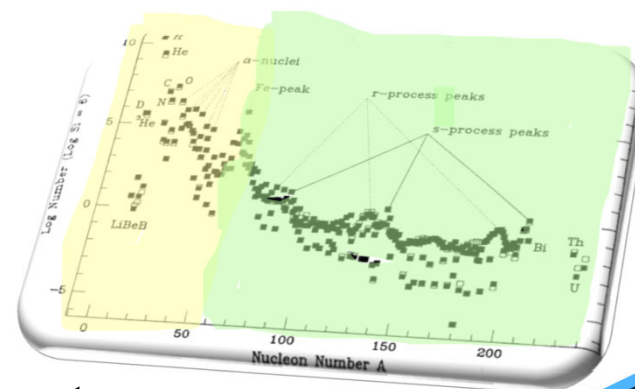 10
H
He
C
O
α-nuclei
D
N
³He
Fe-peak
r-process peaks
5
s-process peaks
Log Number (Log Si = 6)
0
LiBeB
Bi
Th
U
-5
0
50
100
150
200
Nucleon Number A